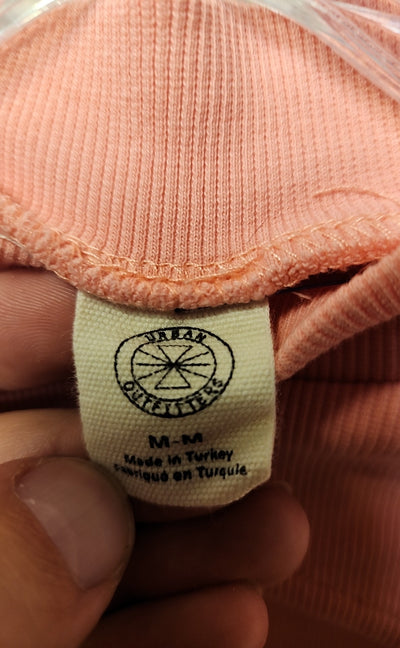 URBAN
OUTFITTERS
M-M
Made in Turkey
Fabriqué en Turquie